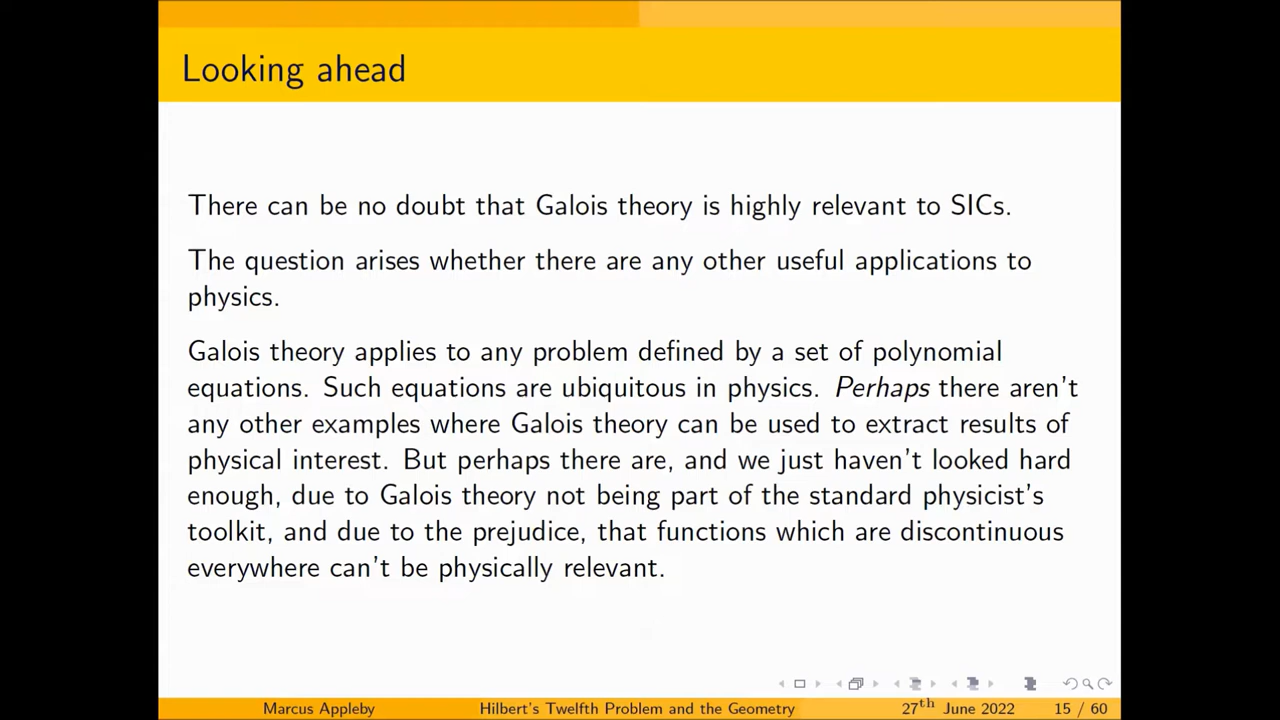 Looking ahead
There can be no doubt that Galois theory is highly relevant to SICs.
The question arises whether there are any other useful applications to
physics.
Galois theory applies to any problem defined by a set of polynomial
equations. Such equations are ubiquitous in physics. Perhaps there aren't
any other examples where Galois theory can be used to extract results of
physical interest. But perhaps there are, and we just haven't looked hard
enough, due to Galois theory not being part of the standard physicist's
toolkit, and due to the prejudice, that functions which are discontinuous
everywhere can't be physically relevant.
Marcus Appleby Hilbert's Twelfth Problem and the Geometry 27th June 2022 15 / 60